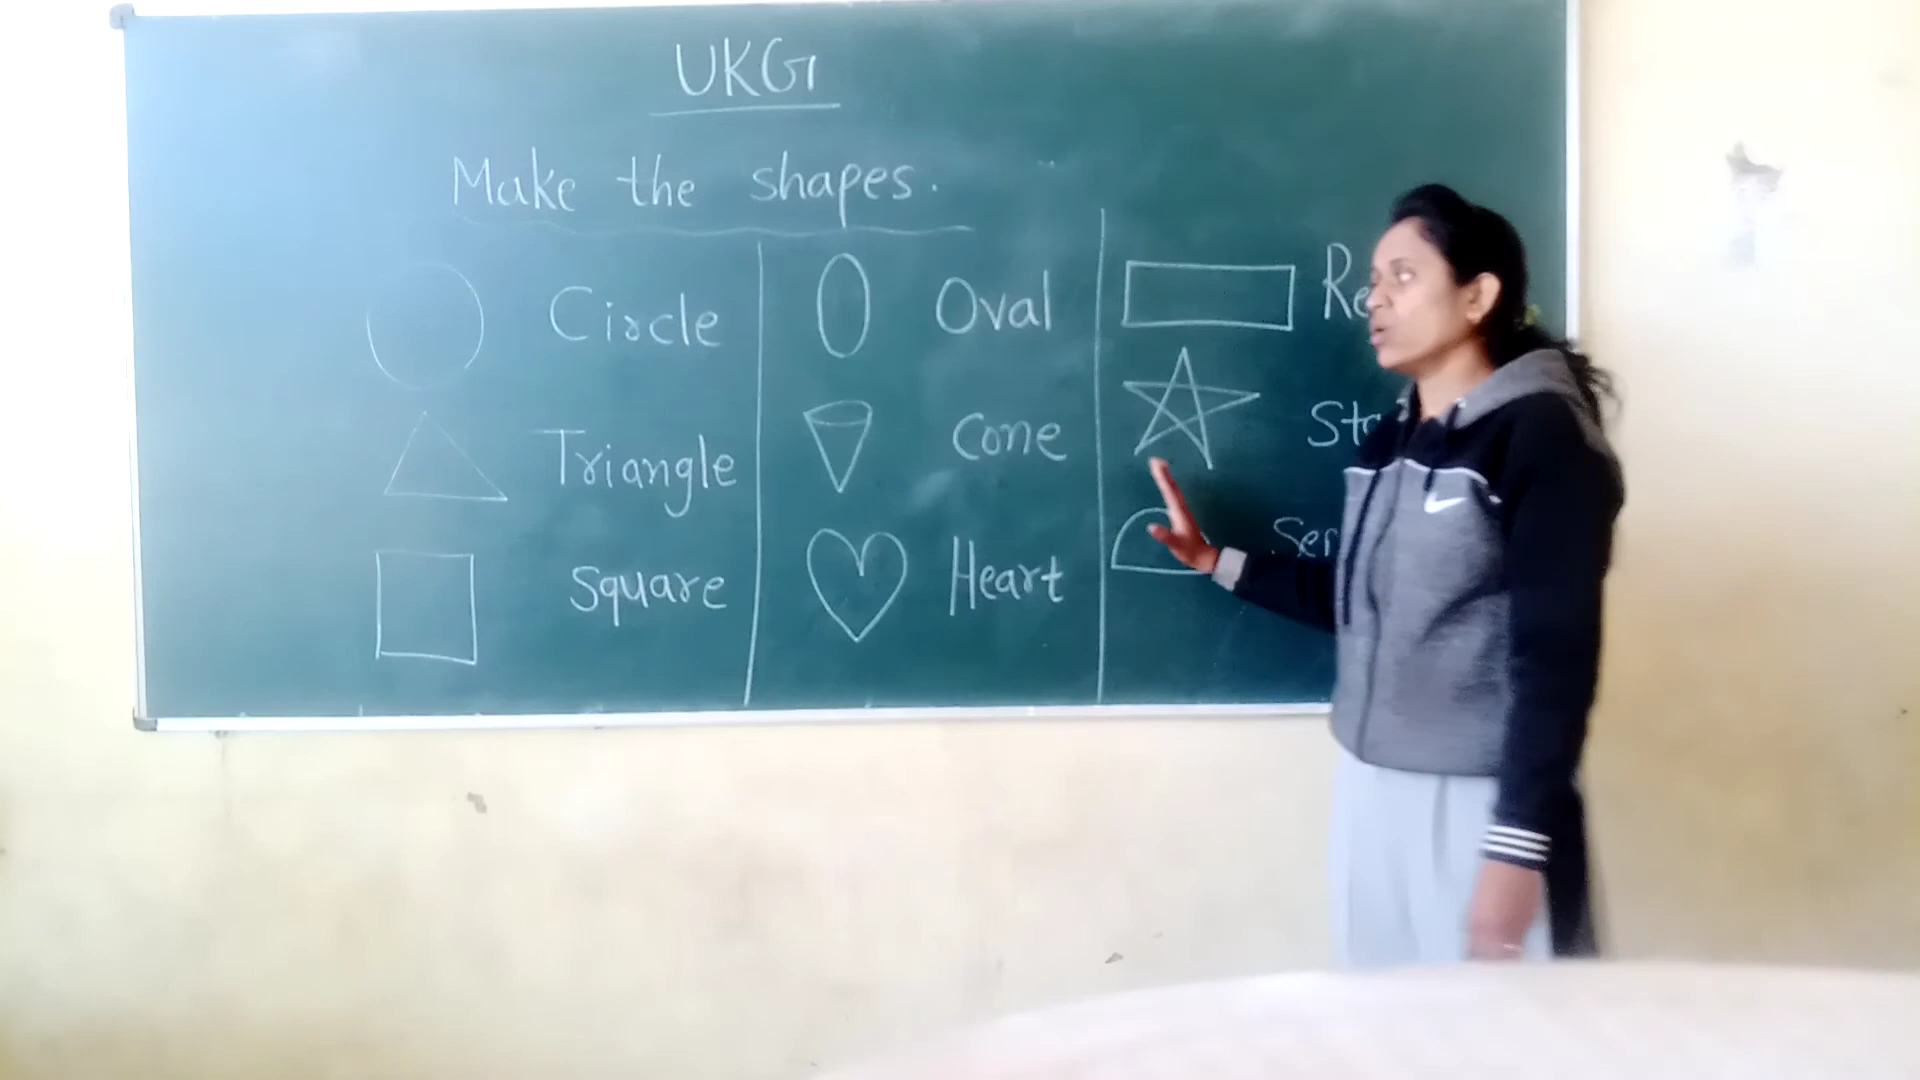 UKG
Make the shapes.
Circle
Triangle
Square
Oval
Cone
Heart